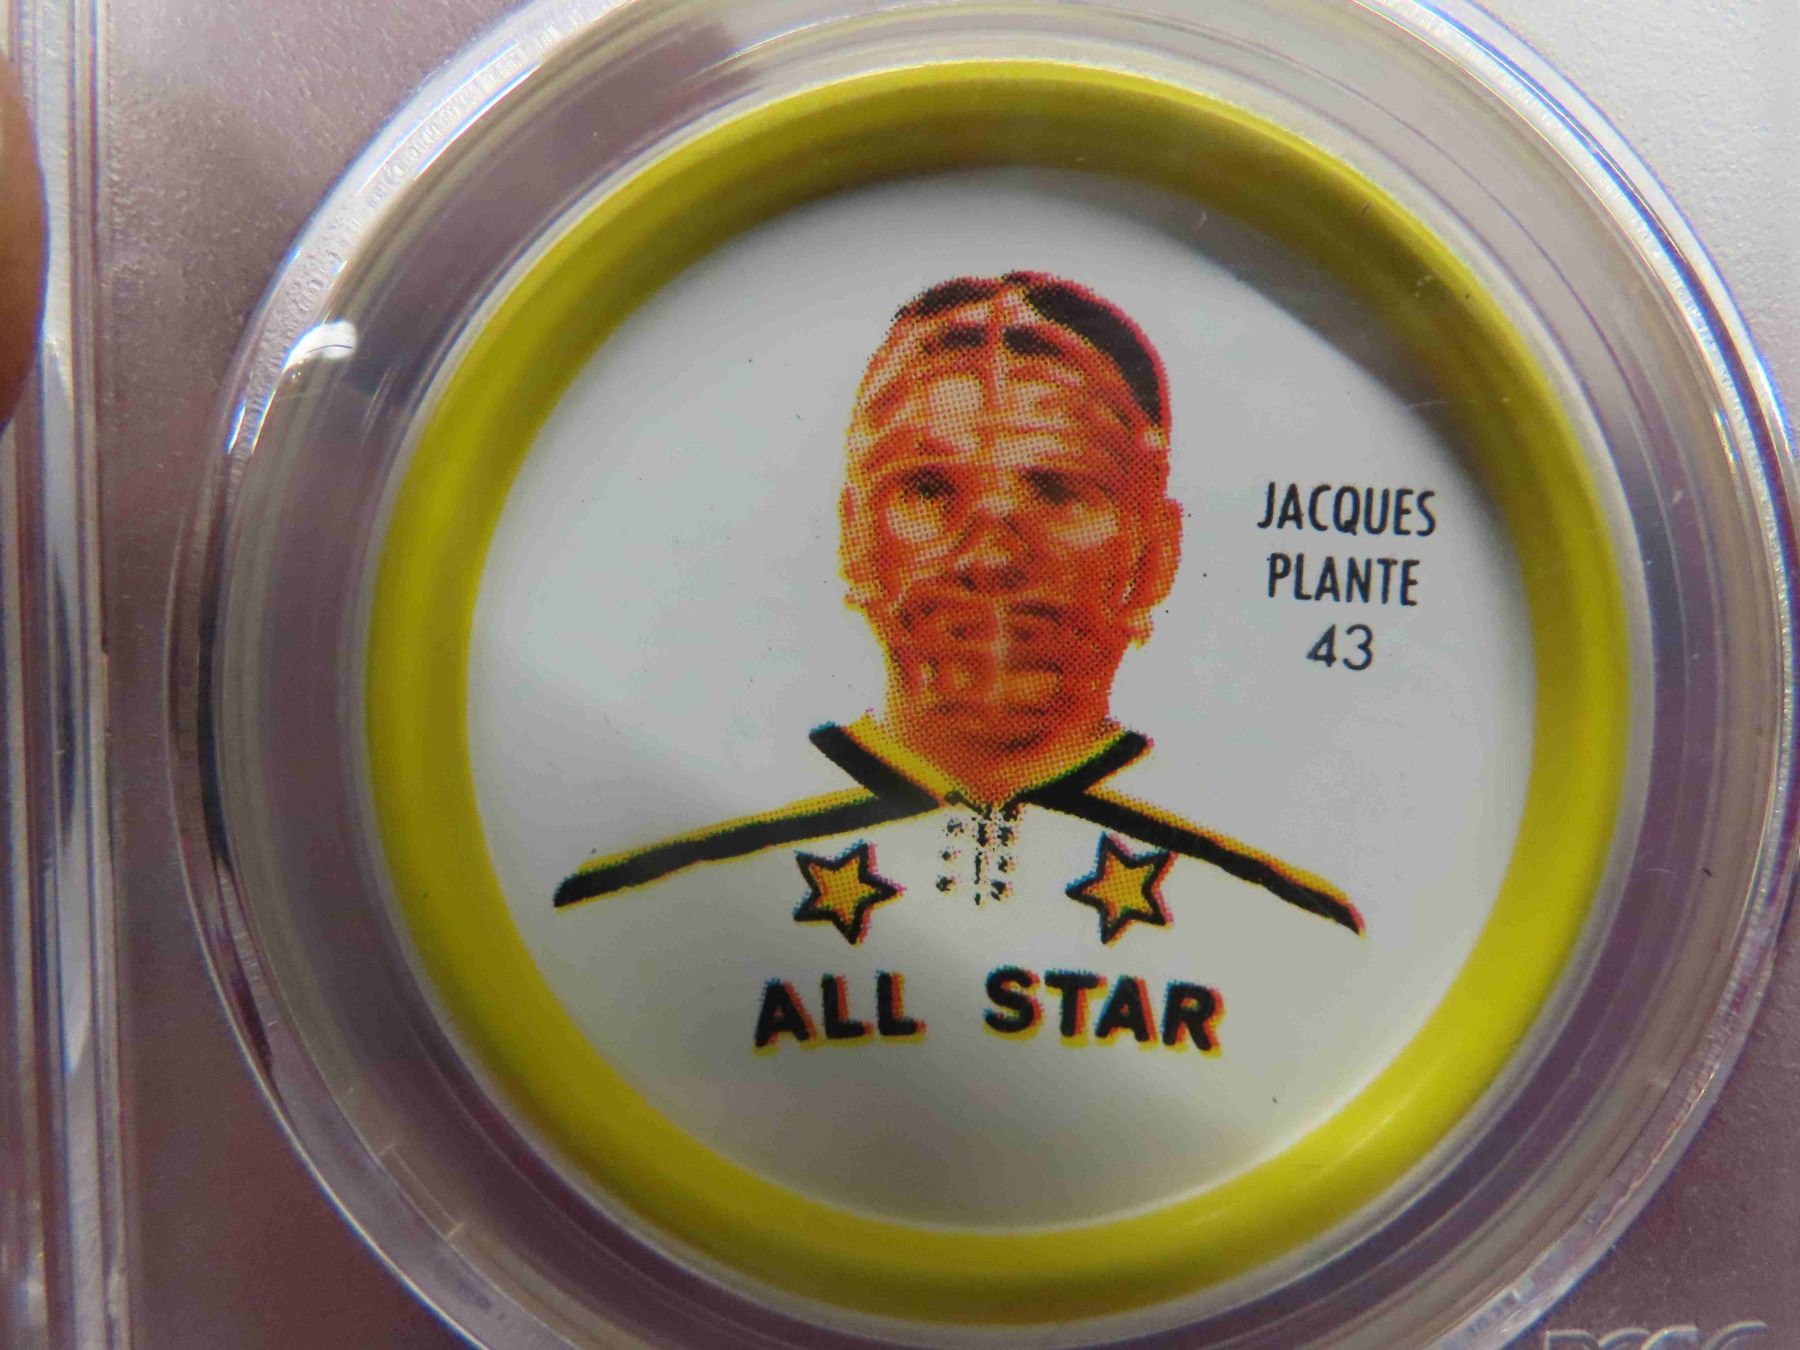 JACQUES
PLANTE
43
ALL STAR